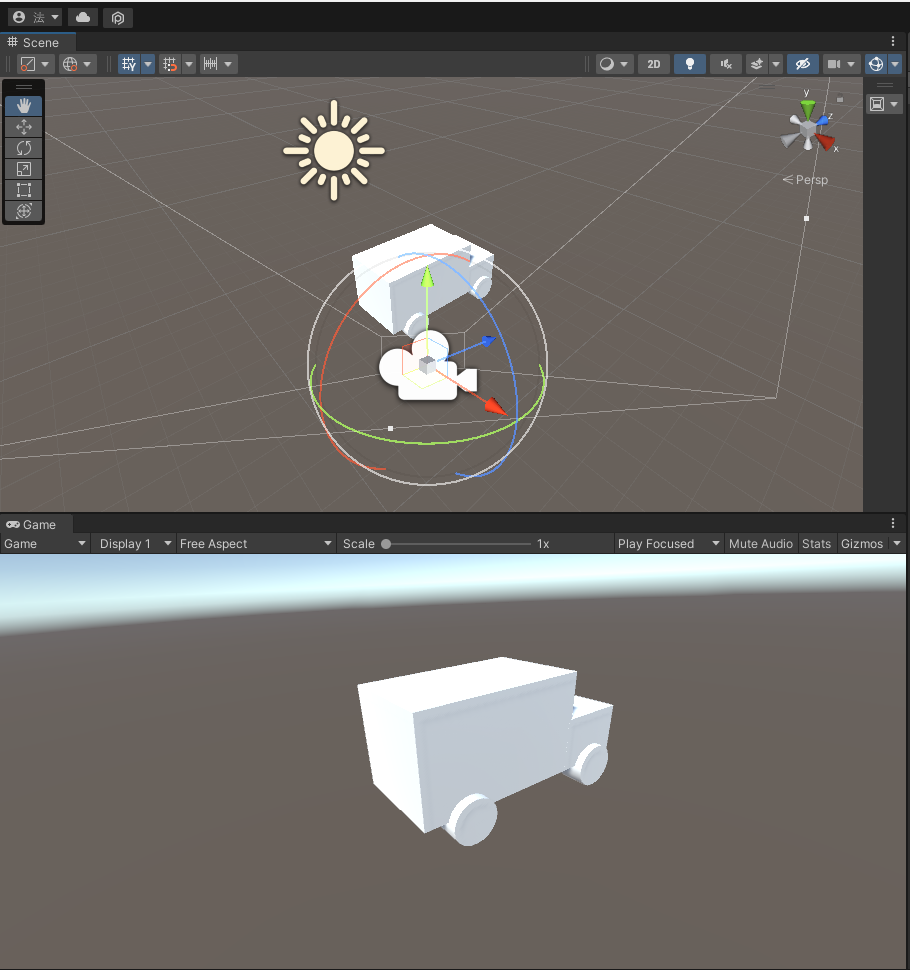 法
Scene
2D
y
z
x
Persp
Game
Game Display 1 Free Aspect Scale 1x Play Focused Mute Audio Stats Gizmos